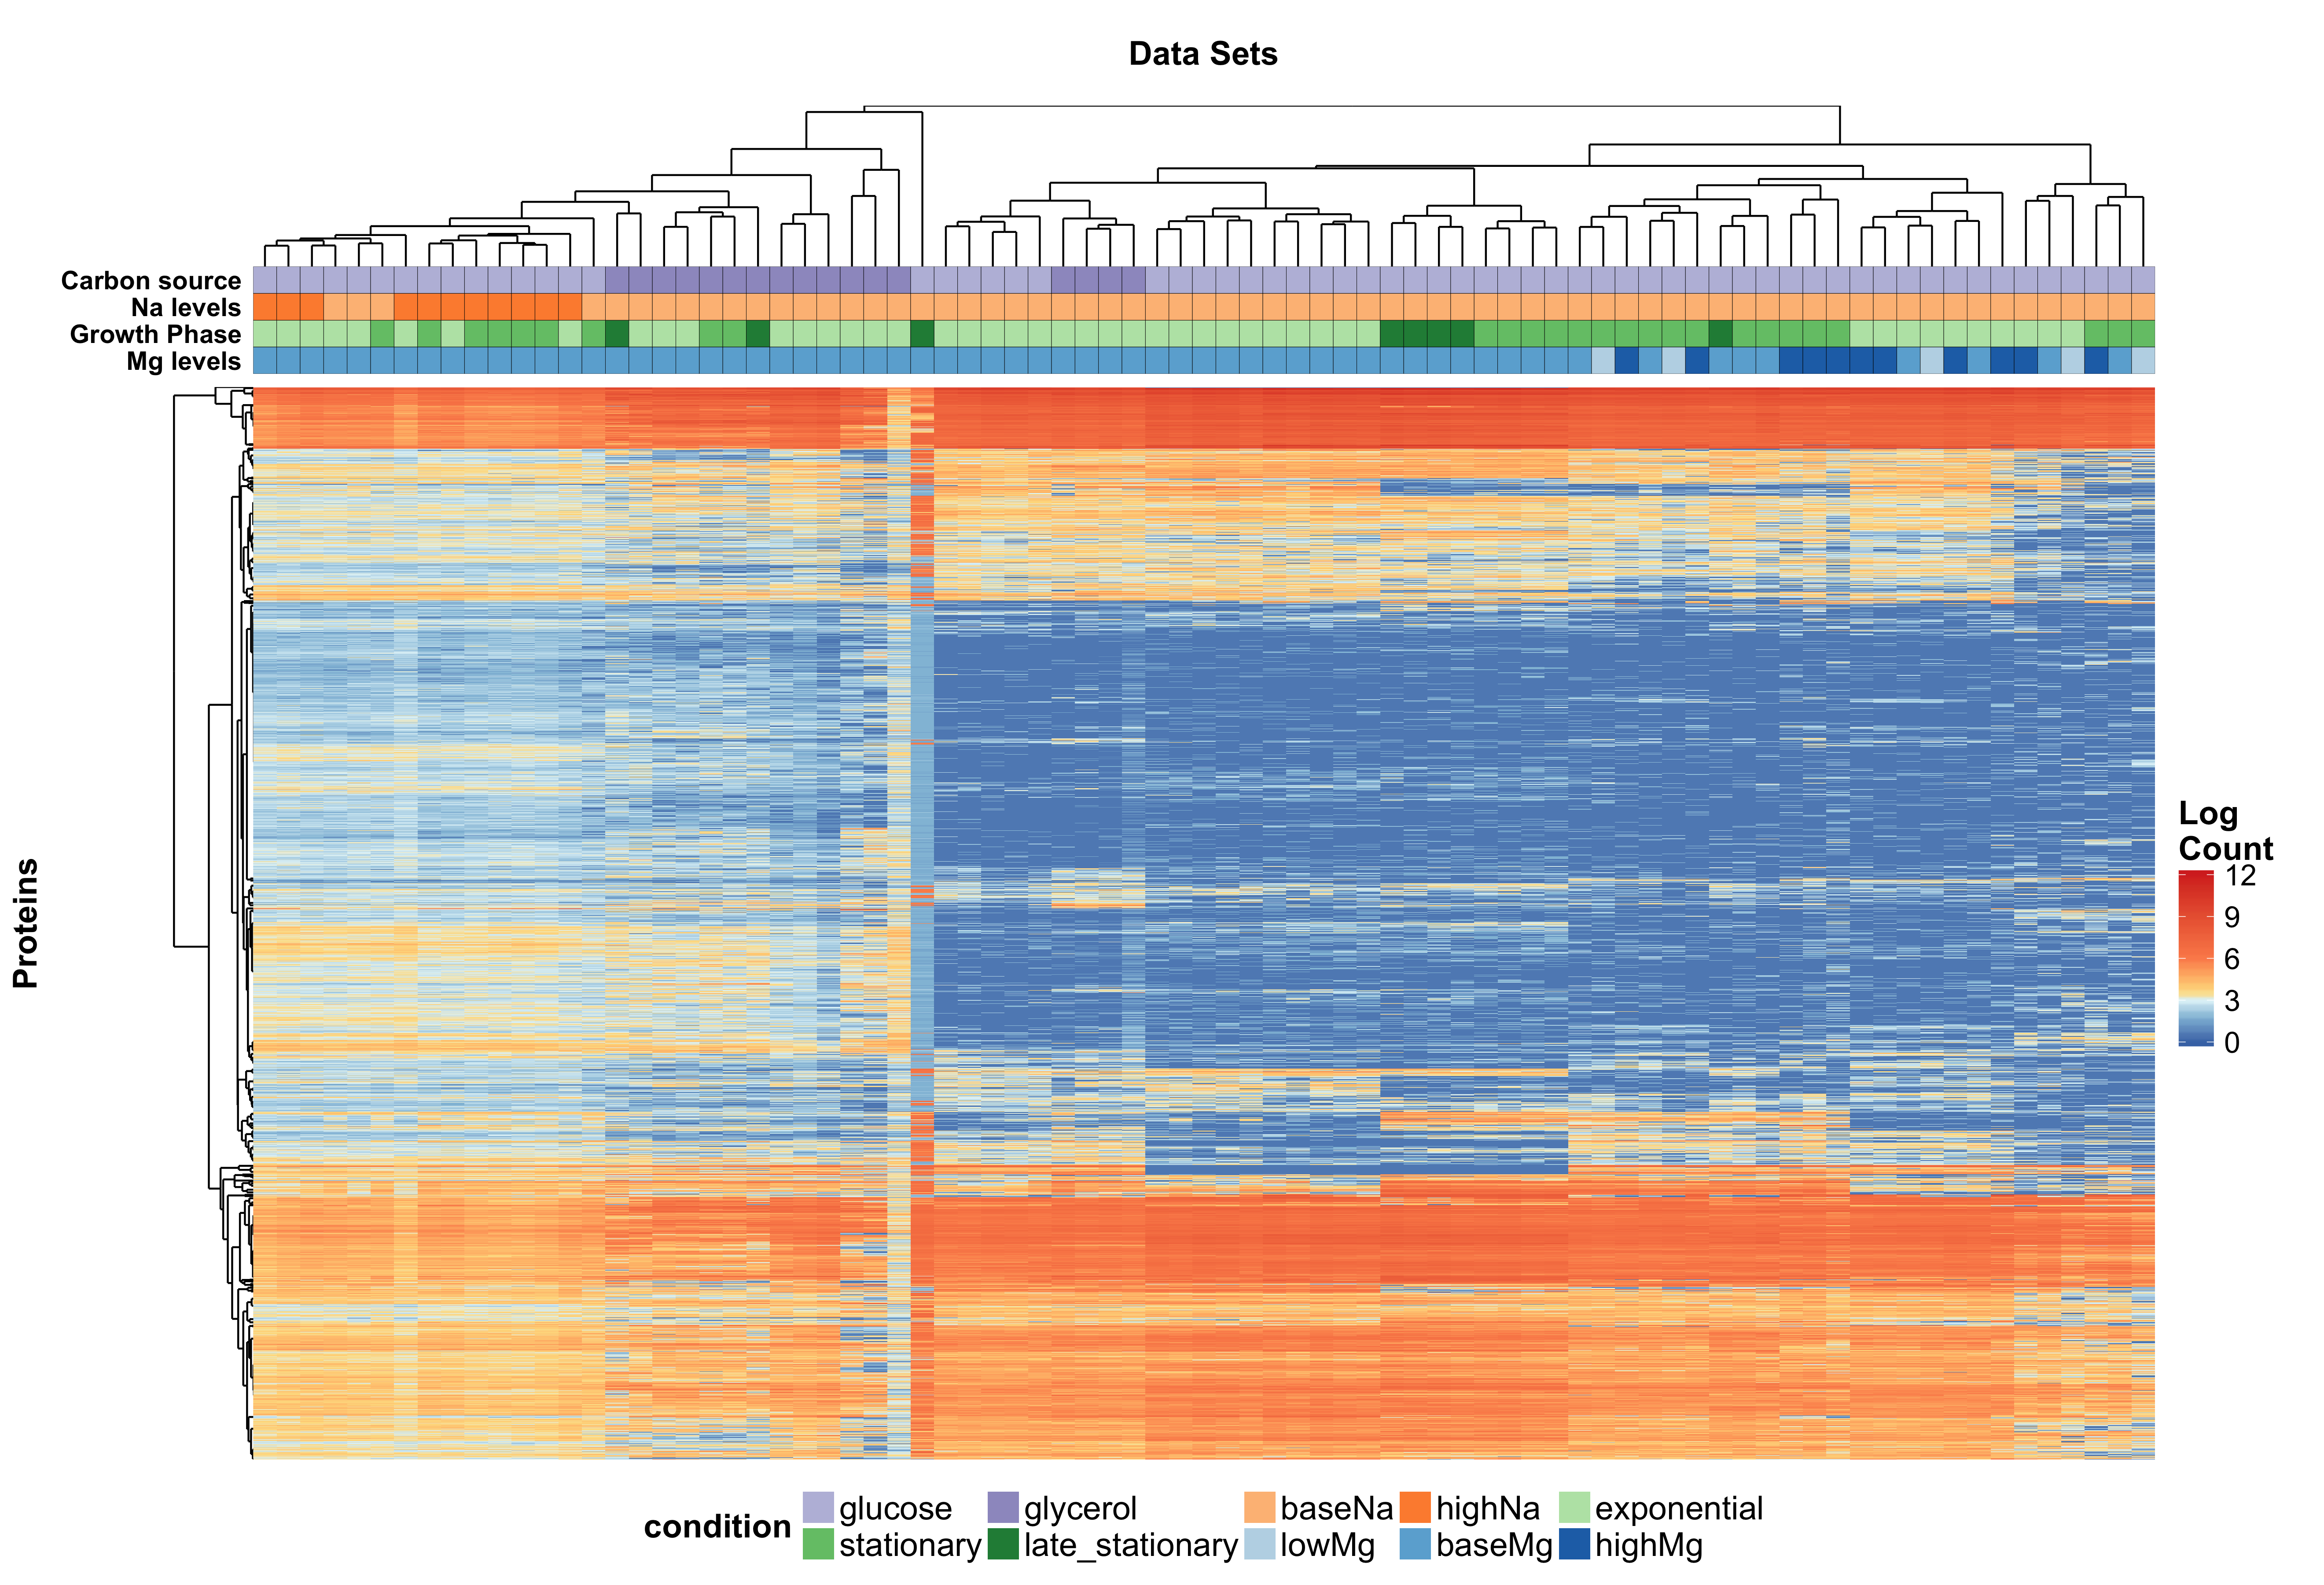 Data Sets
Carbon source
Na levels
Growth Phase
Mg levels
Proteins
Log
Count
12
9
6
3
0
condition
glucose
glycerol
baseNa
highNa
exponential
stationary
late_stationary
lowMg
baseMg
highMg